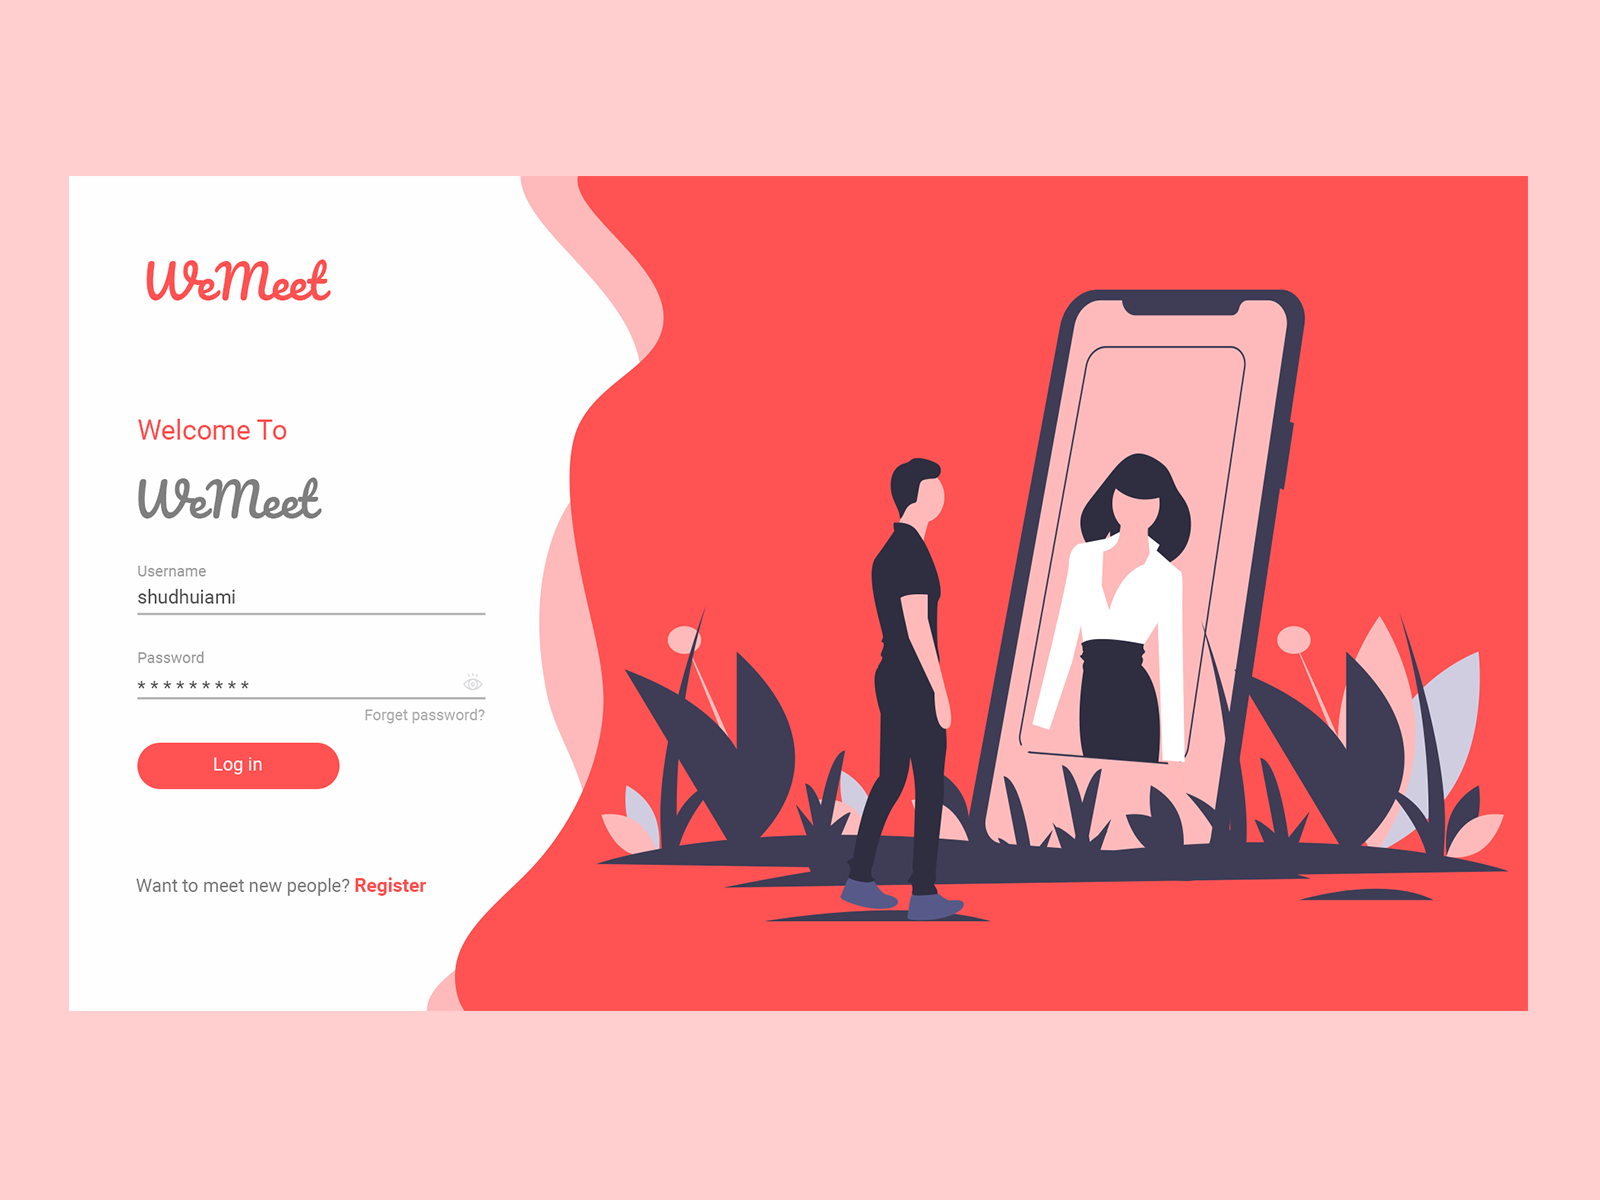 WeMeet
Welcome To
WeMeet
Username
shudhuiami
Password
* * * * * * * * *
Forget password?
Log in
Want to meet new people? Register